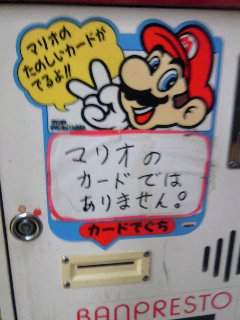 マリオの
たのしいカードが
でるよ!!
マリオの
カードでは
ありません。
カードでぐち
BANPRESTO